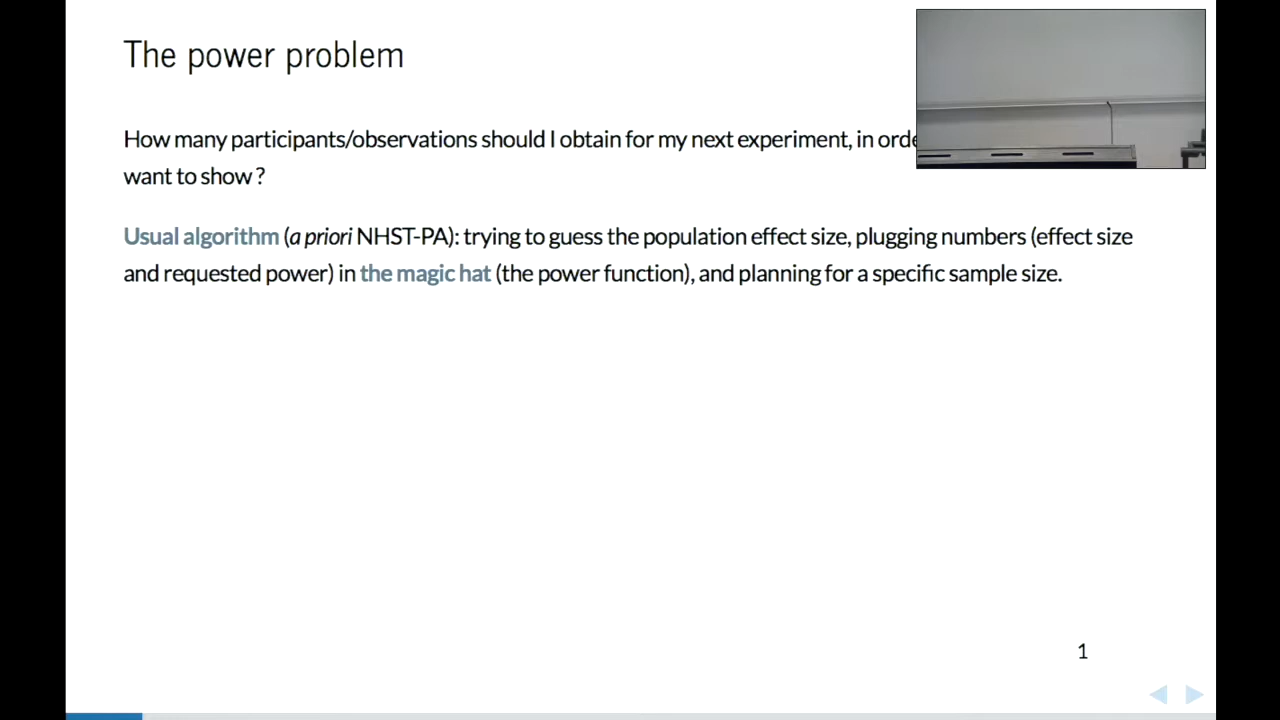 The power problem
How many participants/observations should I obtain for my next experiment, in
want to show ?
Usual algorithm (a priori NHST-PA): trying to guess the population effect size, plugging numbers (effect size
and requested power) in the magic hat (the power function), and planning for a specific sample size.
1